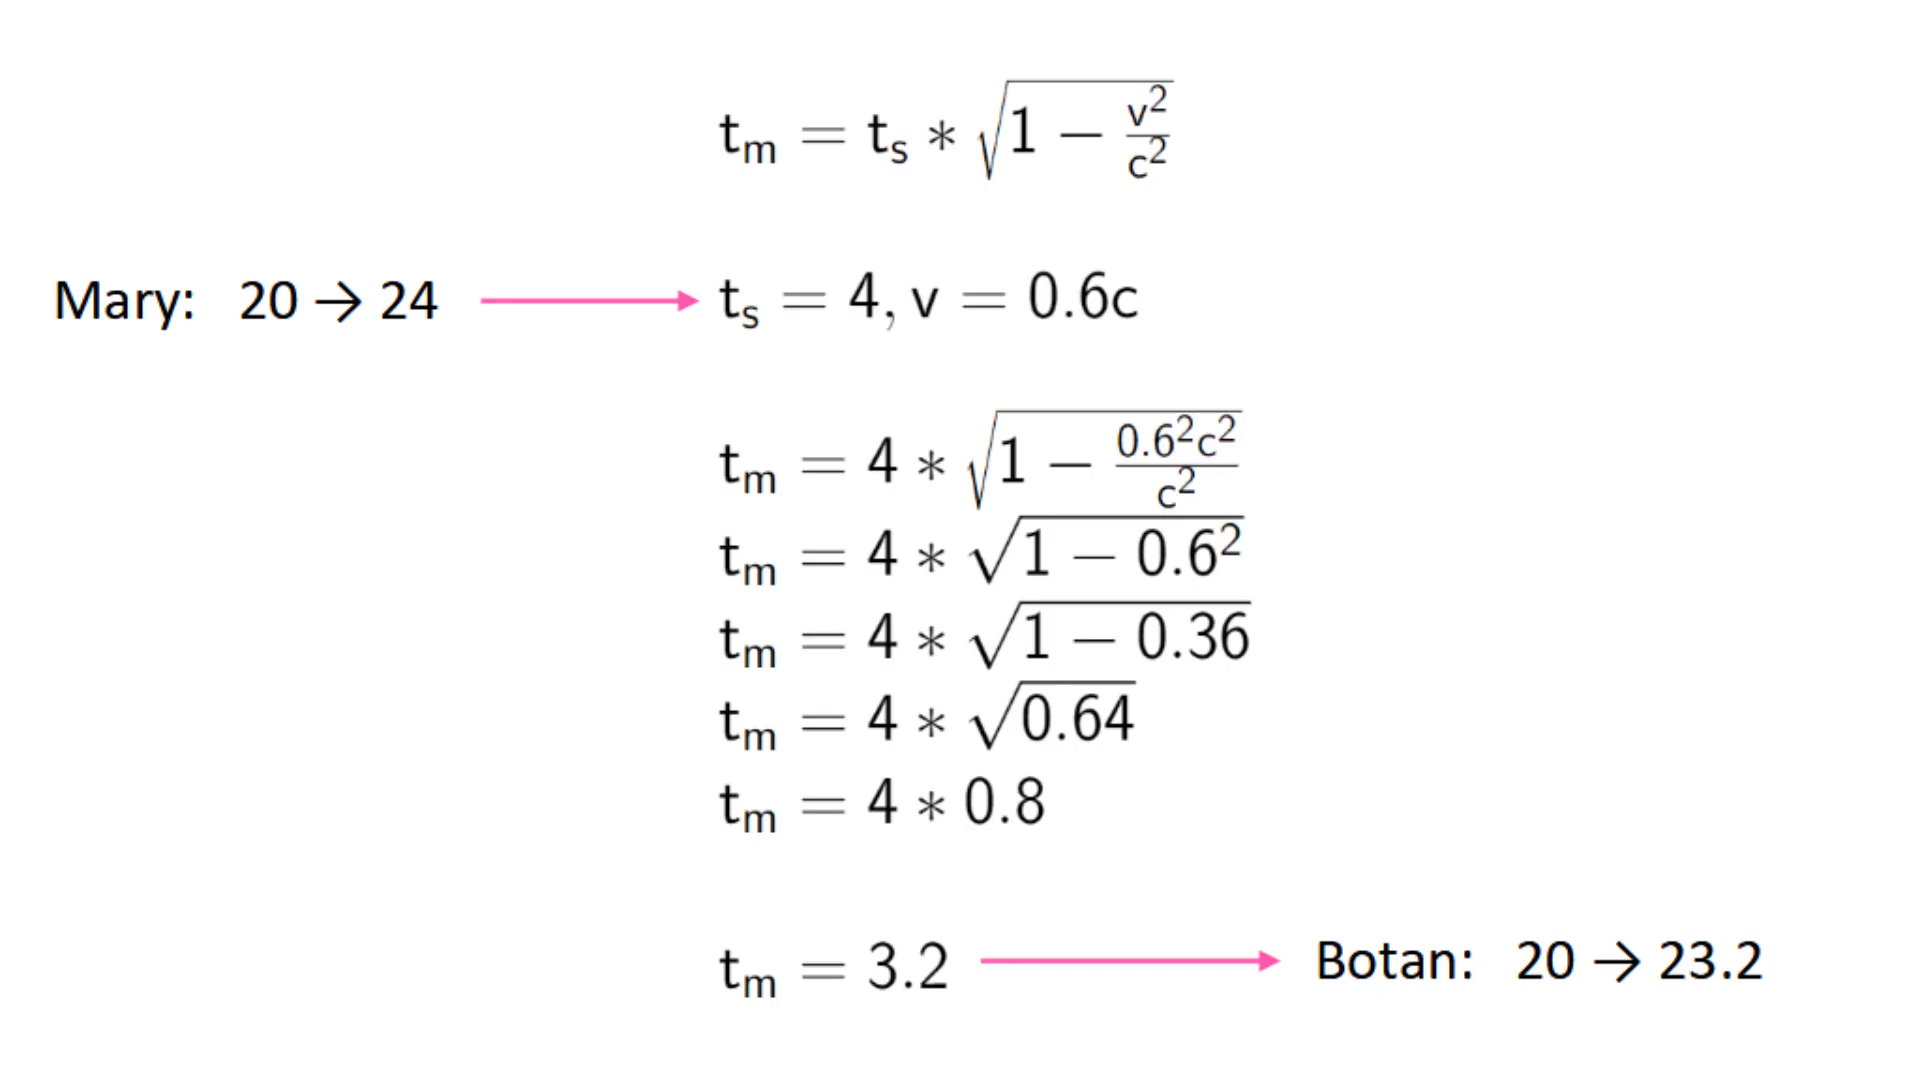 tₘ = tₛ * √1 − v²/c²
Mary: 20 → 24 tₛ = 4, v = 0.6c
tₘ = 4 * √1 − 0.6²c²/c²
tₘ = 4 * √1 − 0.6²
tₘ = 4 * √1 − 0.36
tₘ = 4 * √0.64
tₘ = 4 * 0.8
tₘ = 3.2 Botan: 20 → 23.2